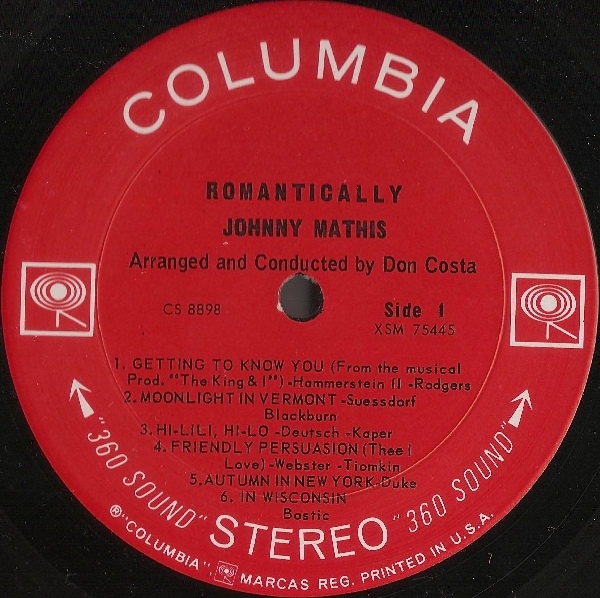 COLUMBIA
ROMANTICALLY
JOHNNY MATHIS
Arranged and Conducted by Don Costa
CS 8898
Side 1
XSM 75445
1. GETTING TO KNOW YOU (From the musical
Prod. "The King & I") -Hammerstein II -Rodgers
2. MOONLIGHT IN VERMONT -Suessdorf
Blackburn
3. HI-LILI, HI-LO -Deutsch -Kaper
4. FRIENDLY PERSUASION (Thee I
Love) -Webster -Tiomkin
5. AUTUMN IN NEW YORK-Duke
6. IN WISCONSIN
Bostic
"360 SOUND" STEREO "360 SOUND"
® "COLUMBIA", MARCAS REG. PRINTED IN U.S.A.